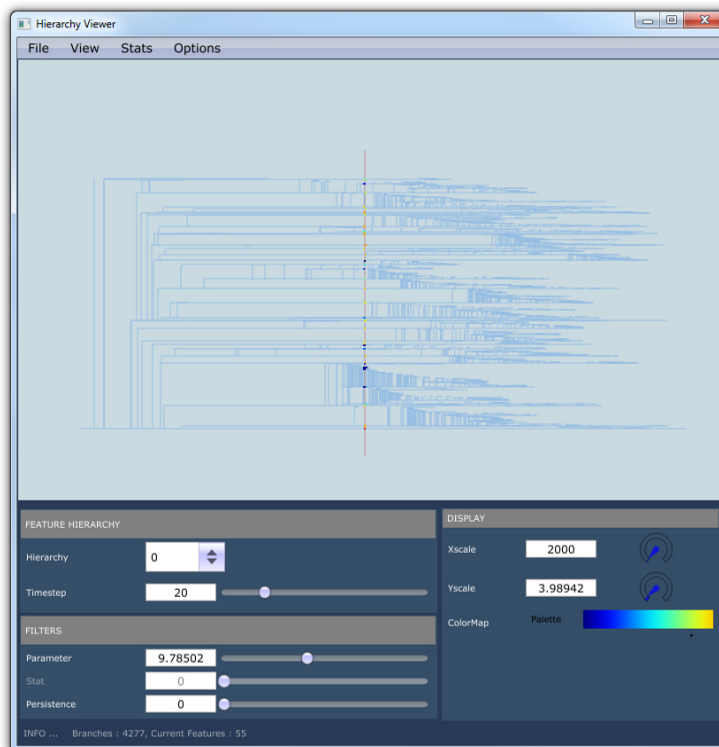 Hierarchy Viewer
File View Stats Options
FEATURE HIERARCHY
Hierarchy 0
Timestep 20
FILTERS
Parameter 9.78502
Stat 0
Persistence 0
DISPLAY
Xscale 2000
Yscale 3.98942
ColorMap Palette
INFO ... Branches : 4277, Current Features : 55